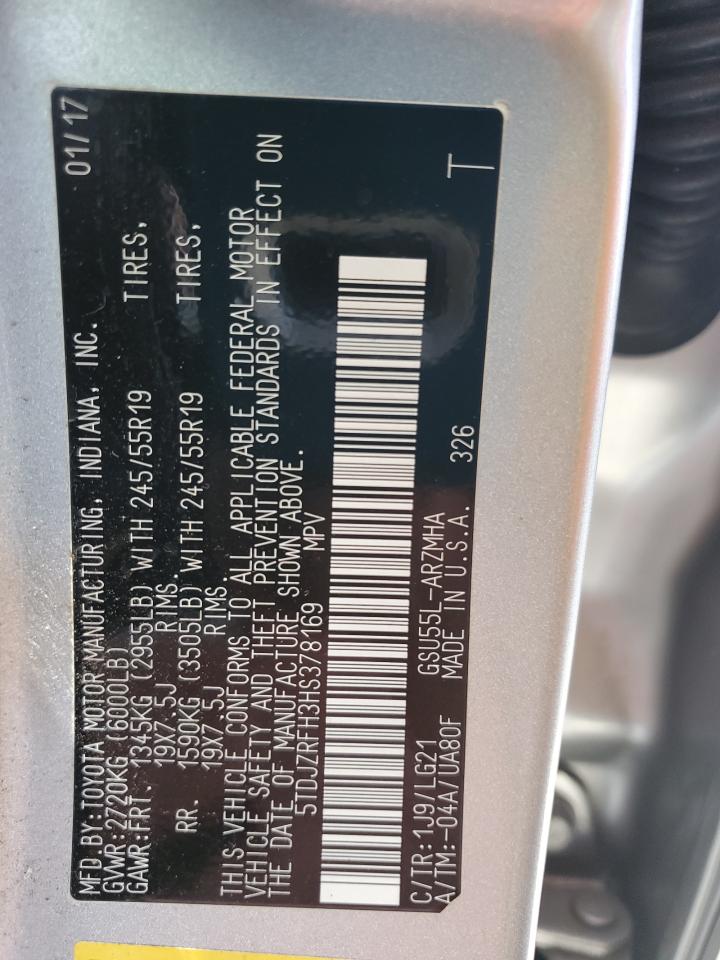 MFD.BY:TOYOTA MOTOR MANUFACTURING, INDIANA, INC. 01/17
GVWR:2720KG (6000LB)
GAWR:FRT. 1345KG (2955LB) WITH 245/55R19 TIRES,
19X7.5J RIMS.
RR. 1590KG (3505LB) WITH 245/55R19 TIRES,
19X7.5J RIMS
THIS VEHICLE CONFORMS TO ALL APPLICABLE FEDERAL MOTOR
VEHICLE SAFETY AND THEFT PREVENTION STANDARDS IN EFFECT ON
THE DATE OF MANUFACTURE SHOWN ABOVE.
5TDJZRFH3HS378169 MPV
C/TR:1J9/LG21 GSU55L-ARZMHA T
A/TM:-04A/UA80F MADE IN U.S.A. 326